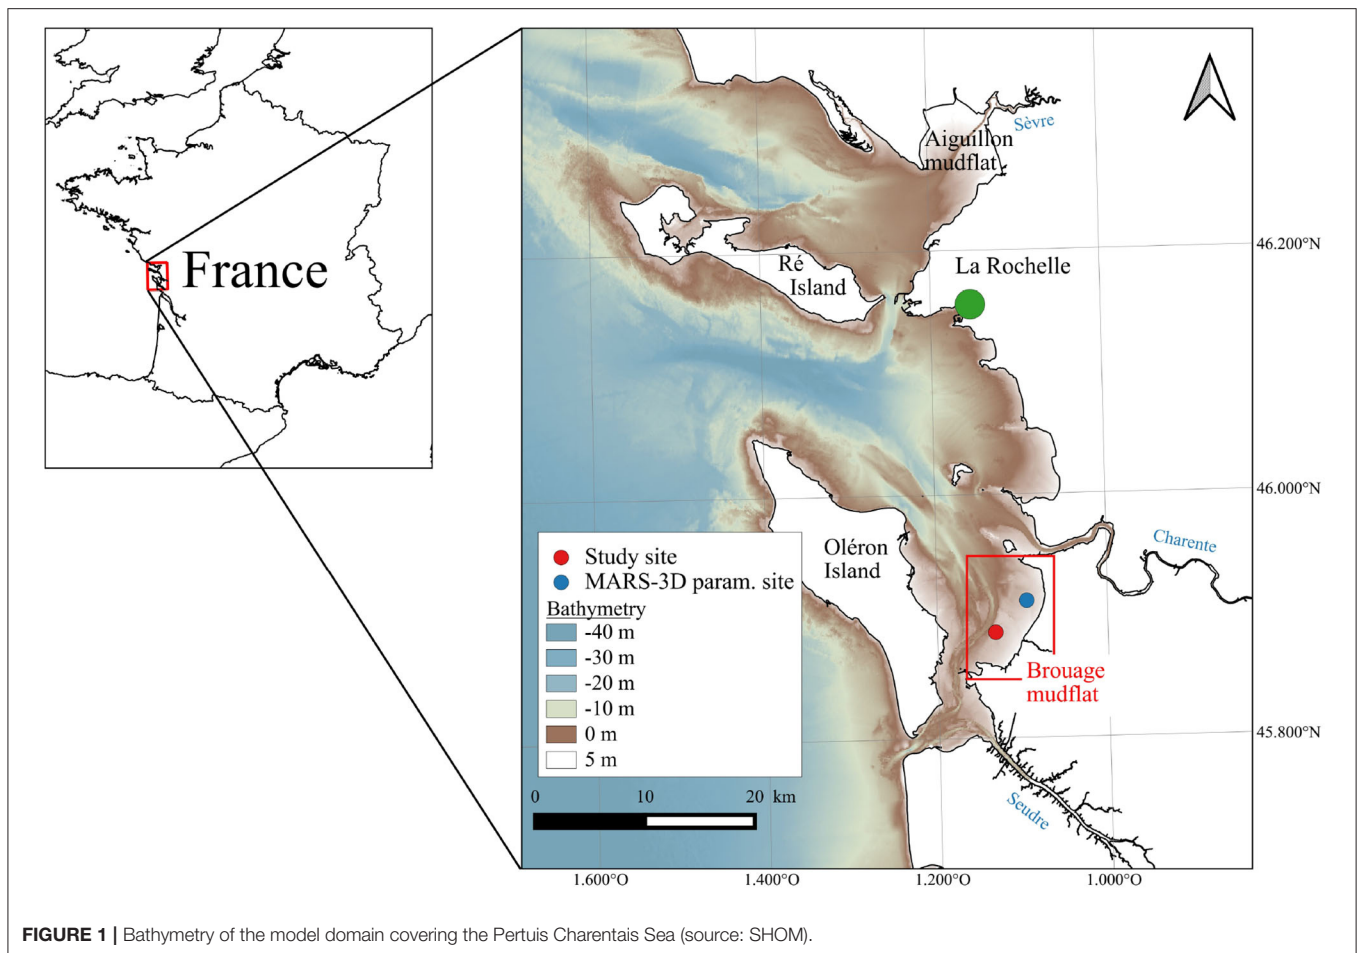 France
Sèvre
Aiguillon
mudflat
46.200°N
La Rochelle
Ré
Island
46.000°N
Charente
Oléron
Island
Study site
MARS-3D param. site
Bathymetry
-40 m
-30 m
-20 m
-10 m
0 m
5 m
Brouage
mudflat
45.800°N
0 10 20 km
Seudre
1.600°O 1.400°O 1.200°O 1.000°O
FIGURE 1 | Bathymetry of the model domain covering the Pertuis Charentais Sea (source: SHOM).